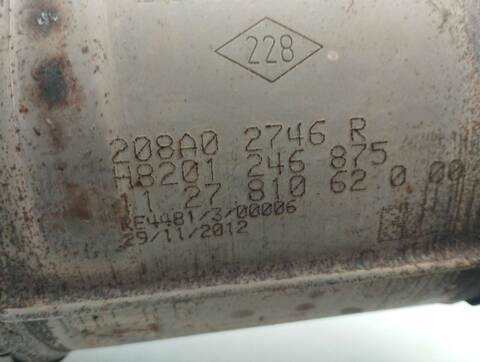 228
208A0 2746 R
H8201 246 875
11 27 810 62 0 00
KE4481/3/00006
29/11/2012